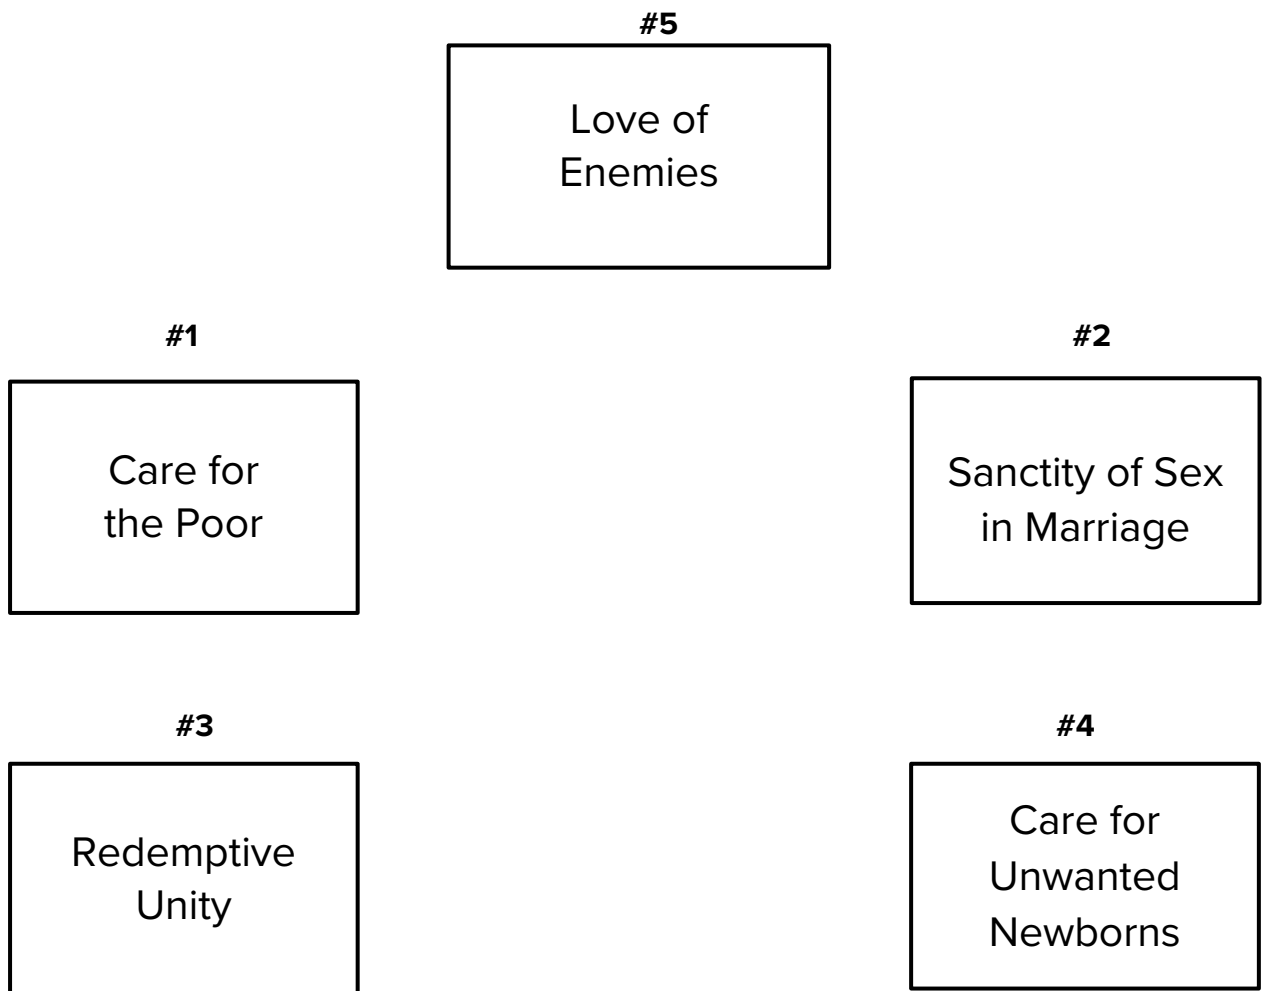 #5
Love of
Enemies
#1
Care for
the Poor
#2
Sanctity of Sex
in Marriage
#3
Redemptive
Unity
#4
Care for
Unwanted
Newborns